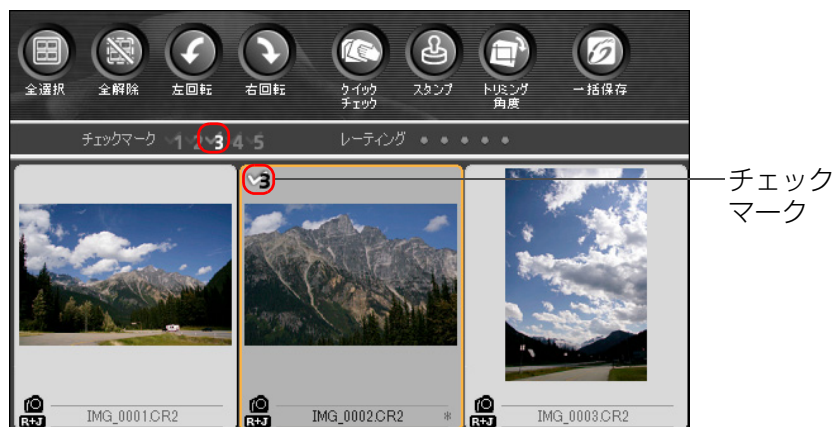 全選択 全解除 左回転 右回転 クイック
チェック スタンプ トリミング
角度 一括保存
チェックマーク 1 2 3 4 5 レーティング
3
チェック
マーク
R+J IMG_0001.CR2
R+J IMG_0002.CR2 *
R+J IMG_0003.CR2